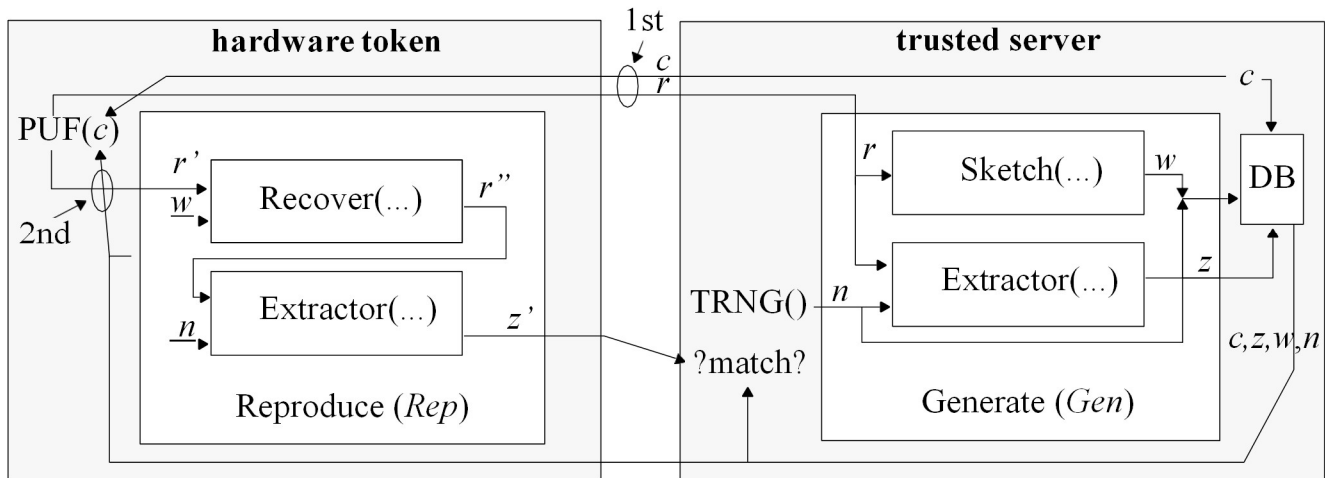 1st
hardware token
trusted server
c
r
c
PUF(c)
r'
Recover(...)
r''
w
2nd
Extractor(...)
n
z'
Reproduce (Rep)
r
Sketch(...)
w
DB
Extractor(...)
z
TRNG()
n
?match?
c,z,w,n
Generate (Gen)